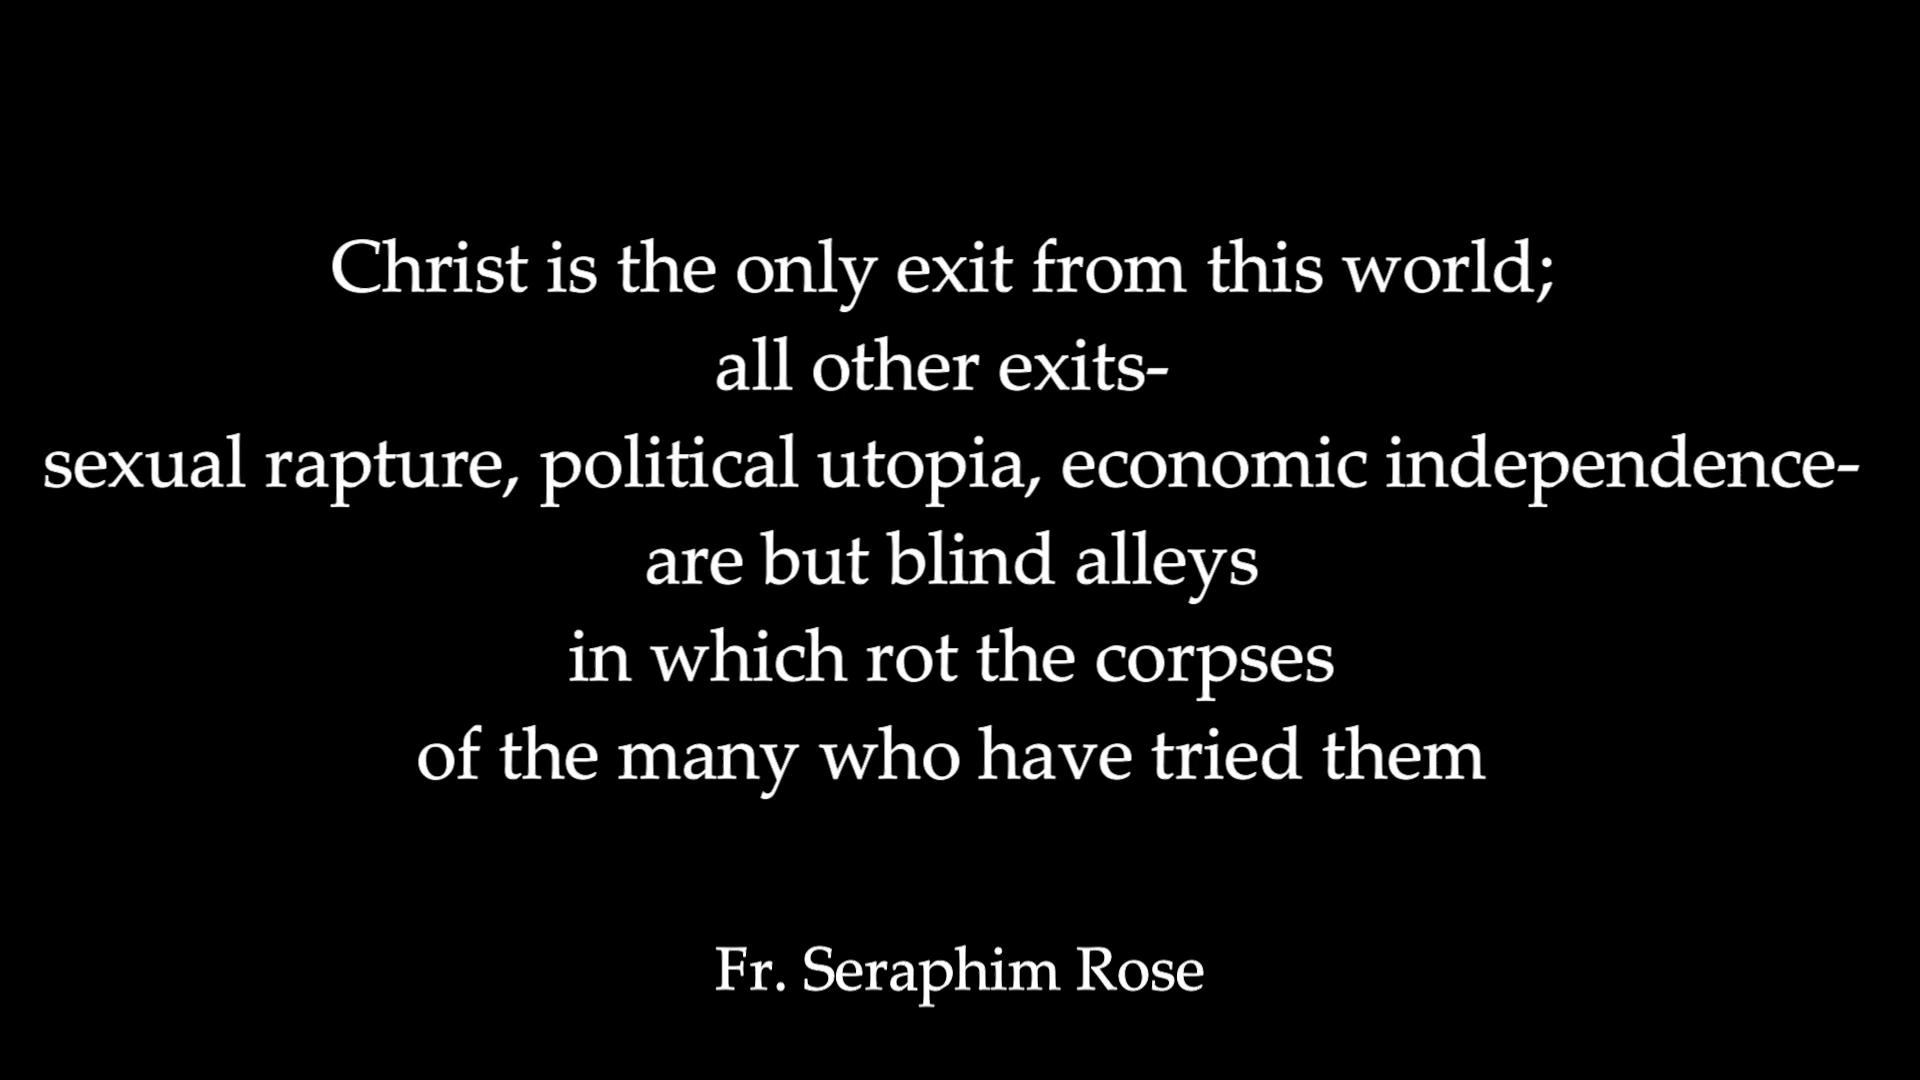 Christ is the only exit from this world;
all other exits-
sexual rapture, political utopia, economic independence-
are but blind alleys
in which rot the corpses
of the many who have tried them
Fr. Seraphim Rose